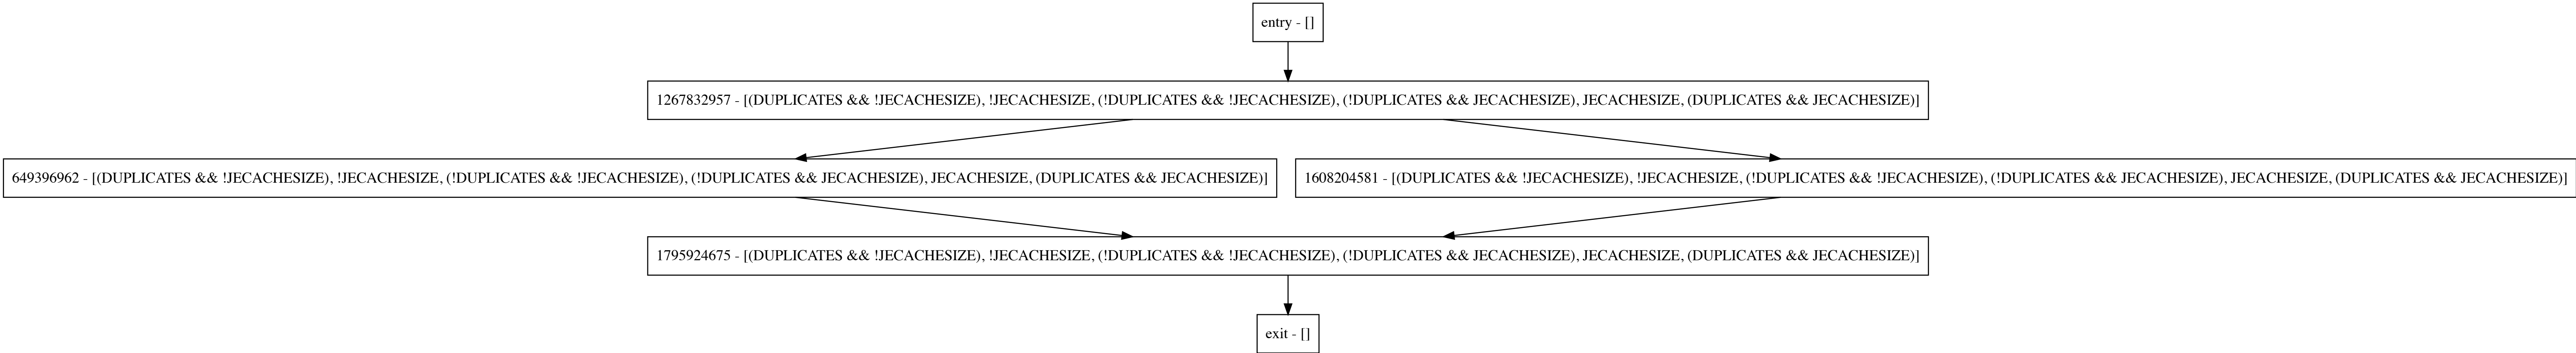 entry - []
1267832957 - [(DUPLICATES && !JECACHESIZE), !JECACHESIZE, (!DUPLICATES && !JECACHESIZE), (!DUPLICATES && JECACHESIZE), JECACHESIZE, (DUPLICATES && JECACHESIZE)]
649396962 - [(DUPLICATES && !JECACHESIZE), !JECACHESIZE, (!DUPLICATES && !JECACHESIZE), (!DUPLICATES && JECACHESIZE), JECACHESIZE, (DUPLICATES && JECACHESIZE)]
1608204581 - [(DUPLICATES && !JECACHESIZE), !JECACHESIZE, (!DUPLICATES && !JECACHESIZE), (!DUPLICATES && JECACHESIZE), JECACHESIZE, (DUPLICATES && JECACHESIZE)]
1795924675 - [(DUPLICATES && !JECACHESIZE), !JECACHESIZE, (!DUPLICATES && !JECACHESIZE), (!DUPLICATES && JECACHESIZE), JECACHESIZE, (DUPLICATES && JECACHESIZE)]
exit - []